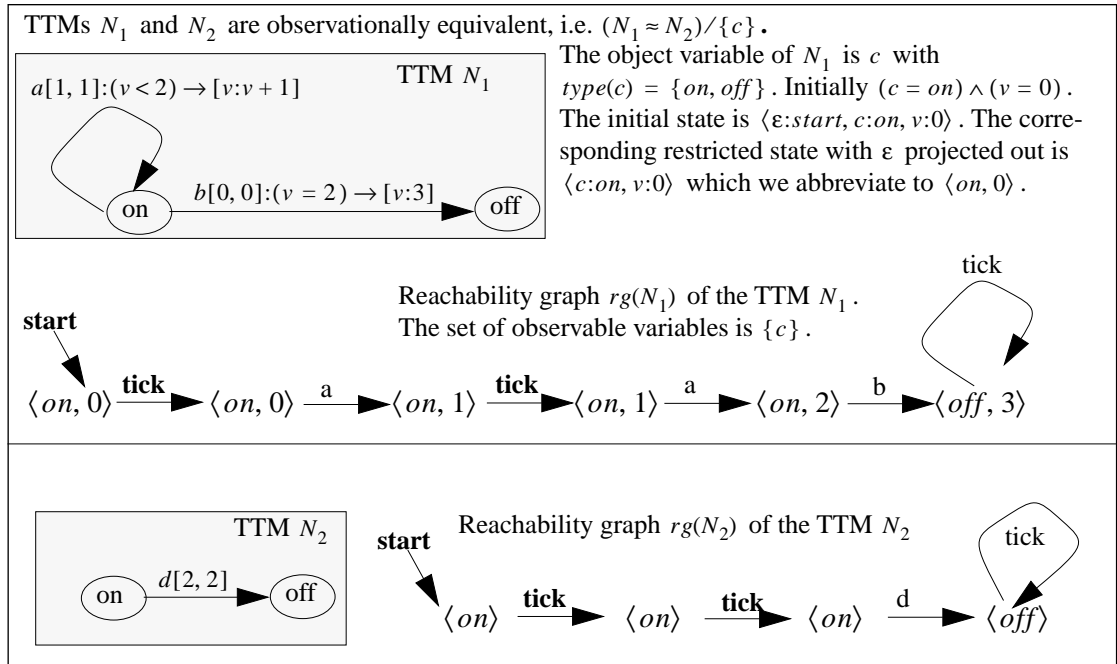 TTMs N₁ and N₂ are observationally equivalent, i.e. (N₁ ≈ N₂)/{c}.
a[1, 1]:(v < 2) → [v:v + 1]
TTM N₁
on
b[0, 0]:(v = 2) → [v:3]
off
The object variable of N₁ is c with
type(c) = {on, off}. Initially (c = on) ∧ (v = 0).
The initial state is ⟨ε:start, c:on, v:0⟩. The corre-
sponding restricted state with ε projected out is
⟨c:on, v:0⟩ which we abbreviate to ⟨on, 0⟩.
Reachability graph rg(N₁) of the TTM N₁.
The set of observable variables is {c}.
tick
start
⟨on, 0⟩ tick ⟨on, 0⟩ a ⟨on, 1⟩ tick ⟨on, 1⟩ a ⟨on, 2⟩ b ⟨off, 3⟩
TTM N₂
on d[2, 2] off
Reachability graph rg(N₂) of the TTM N₂
start
tick
⟨on⟩ tick ⟨on⟩ tick ⟨on⟩ d ⟨off⟩